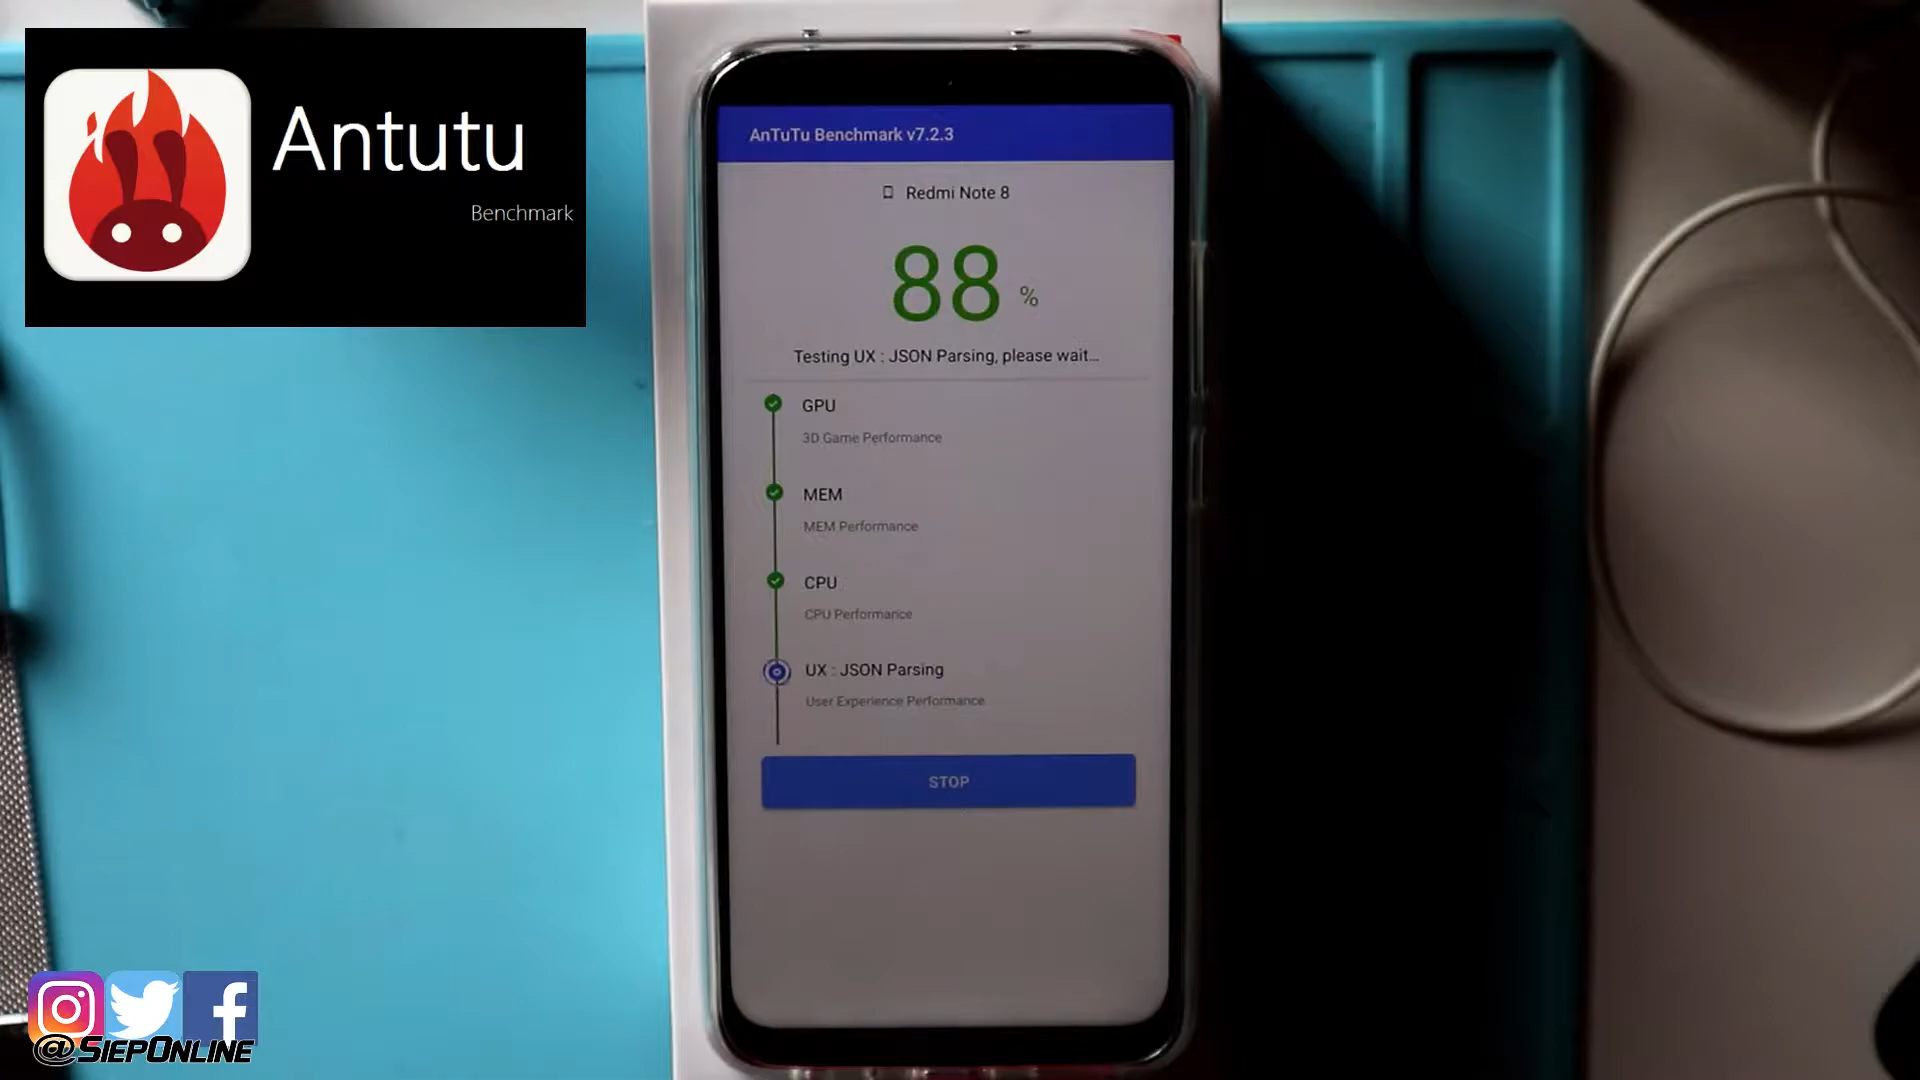 Antutu
Benchmark
AnTuTu Benchmark v7.2.3
Redmi Note 8
88 %
Testing UX : JSON Parsing, please wait...
GPU
3D Game Performance
MEM
MEM Performance
CPU
CPU Performance
UX : JSON Parsing
User Experience Performance
STOP
@SiepOnline